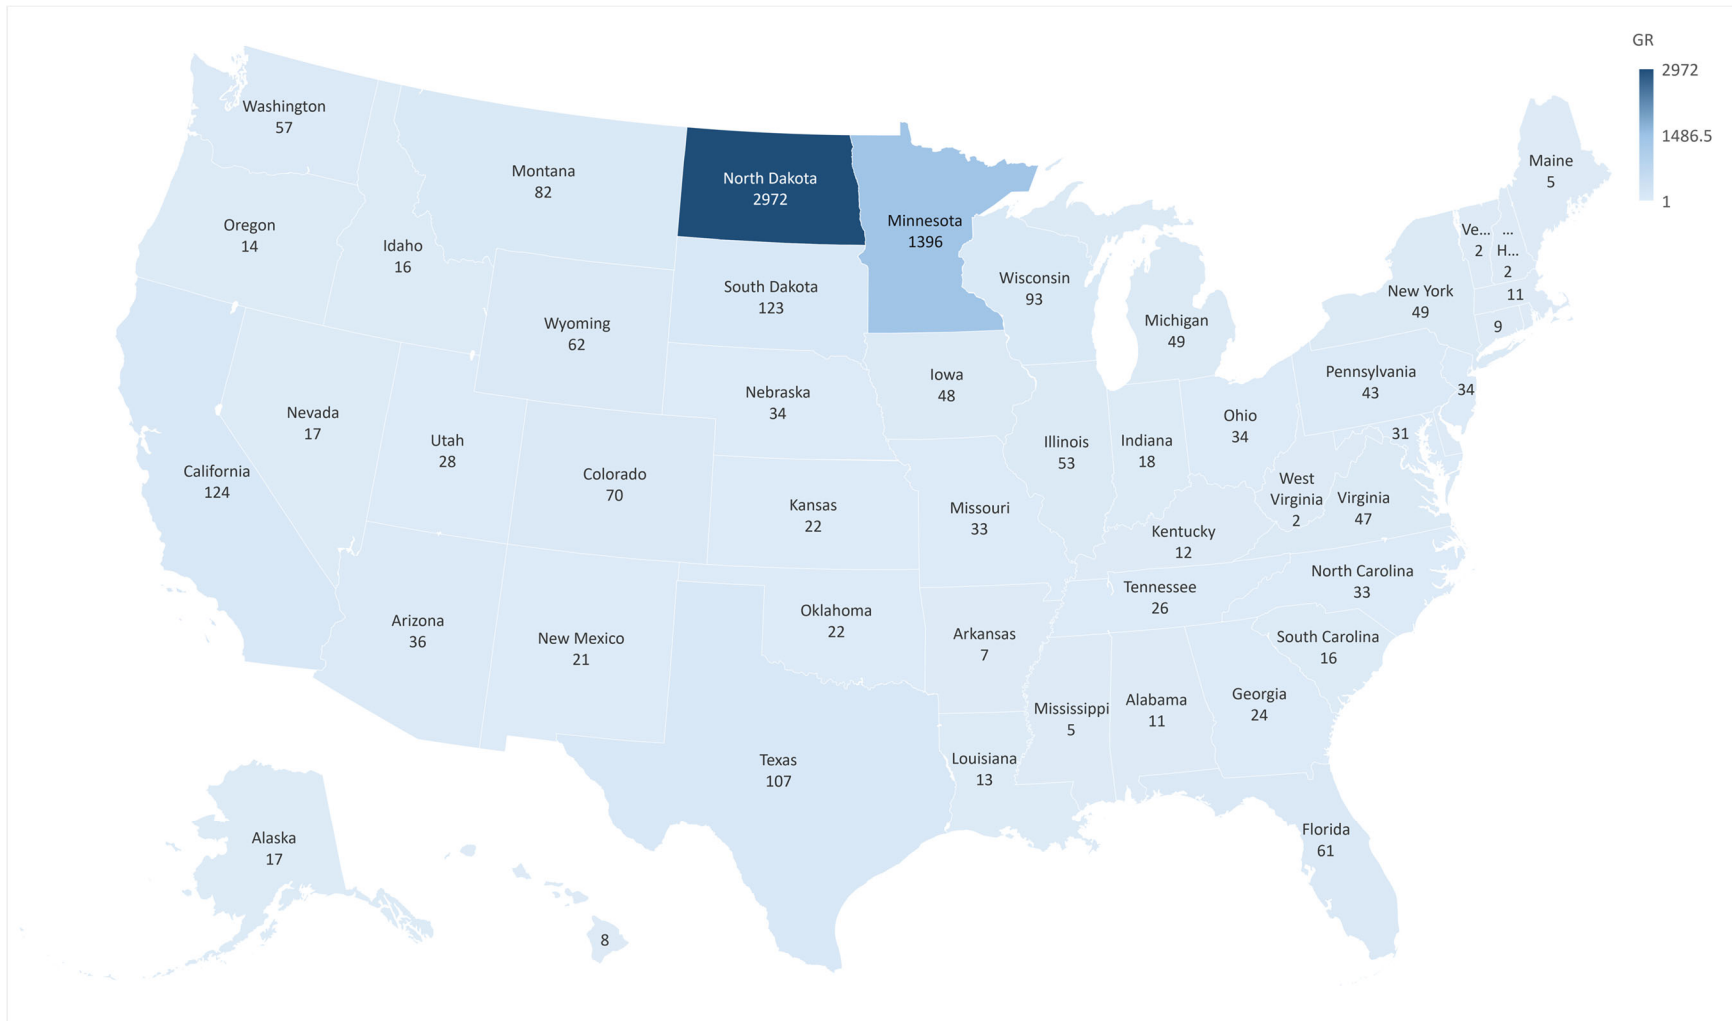 GR
2972
1486.5
1
Washington
57
Montana
82
North Dakota
2972
Minnesota
1396
Maine
5
Oregon
14
Idaho
16
South Dakota
123
Wisconsin
93
Michigan
49
New York
49
Ve...
2
...
H...
2
11
9
Wyoming
62
Iowa
48
Nebraska
34
Pennsylvania
43
34
31
Nevada
17
Utah
28
Colorado
70
Illinois
53
Indiana
18
Ohio
34
California
124
Kansas
22
Missouri
33
West
Virginia
2
Virginia
47
Kentucky
12
Tennessee
26
North Carolina
33
Arizona
36
New Mexico
21
Oklahoma
22
Arkansas
7
South Carolina
16
Mississippi
5
Alabama
11
Georgia
24
Texas
107
Louisiana
13
Florida
61
Alaska
17
8